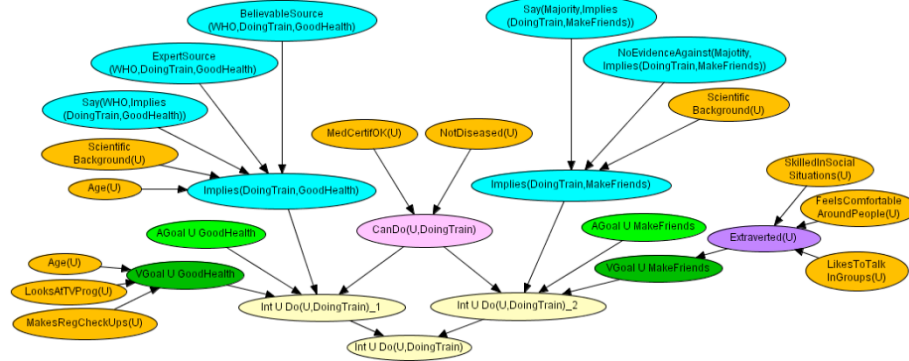 BelievableSource
(WHO,DoingTrain,GoodHealth)
Say(Majority,Implies
(DoingTrain,MakeFriends))
ExpertSource
(WHO,DoingTrain,GoodHealth)
NoEvidenceAgainst(Majotity,
Implies(DoingTrain,MakeFriends))
Say(WHO,Implies
(DoingTrain,GoodHealth))
Scientific
Background(U)
MedCertifOK(U)
NotDiseased(U)
Scientific
Background(U)
Age(U)
Implies(DoingTrain,GoodHealth)
Implies(DoingTrain,MakeFriends)
SkilledInSocial
Situations(U)
FeelsComfortable
AroundPeople(U)
AGoal U GoodHealth
CanDo(U,DoingTrain)
AGoal U MakeFriends
Extraverted(U)
Age(U)
VGoal U GoodHealth
VGoal U MakeFriends
LikesToTalk
InGroups(U)
LooksAtTVProg(U)
Int U Do(U,DoingTrain)_1
Int U Do(U,DoingTrain)_2
MakesRegCheckUps(U)
Int U Do(U,DoingTrain)